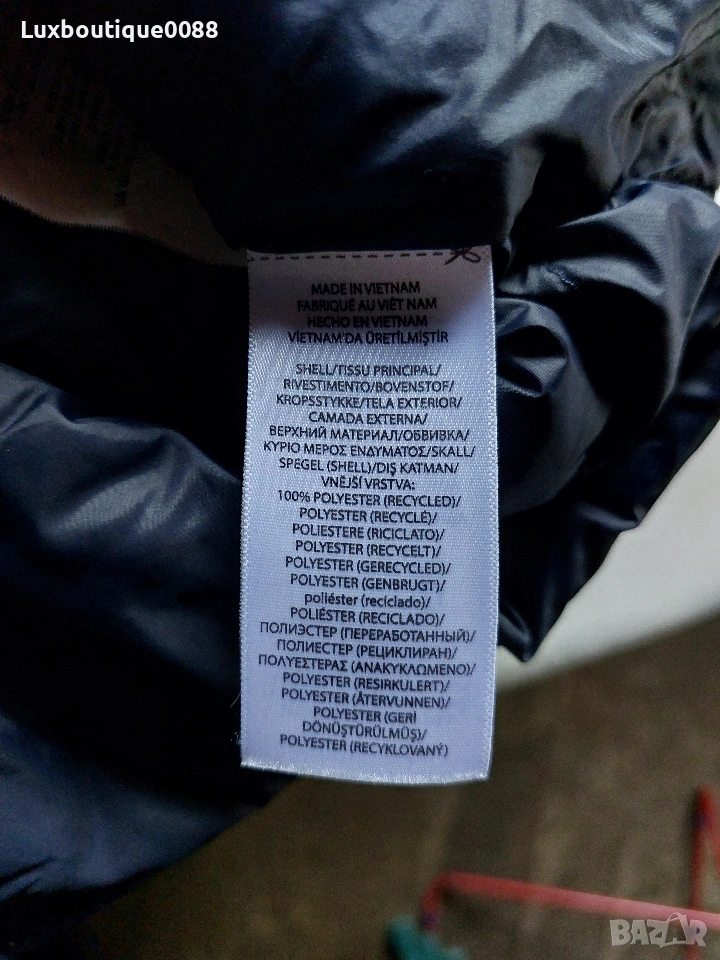 Luxboutique0088
MADE IN VIETNAM
FABRIQUÉ AU VIÊT NAM
HECHO EN VIETNAM
VİETNAM'DA ÜRETİLMİŞTİR
SHELL/TISSU PRINCIPAL/
RIVESTIMENTO/BOVENSTOF/
KROPSSTYKKE/TELA EXTERIOR/
CAMADA EXTERNA/
ВЕРХНИЙ МАТЕРИАЛ/ОБВИВКА/
ΚΥΡΙΟ ΜΕΡΟΣ ΕΝΔΥΜΑΤΟΣ/SKALL/
SPEGEL (SHELL)/DIŞ KATMAN/
VNĚJŠÍ VRSTVA:
100% POLYESTER (RECYCLED)/
POLYESTER (RECYCLÉ)/
POLIESTERE (RICICLATO)/
POLYESTER (RECYCELT)/
POLYESTER (GERECYCLED)/
POLYESTER (GENBRUGT)/
poliéster (reciclado)/
POLIÉSTER (RECICLADO)/
ПОЛИЭСТЕР (ПЕРЕРАБОТАННЫЙ)/
ПОЛИЕСТЕР (РЕЦИКЛИРАН)/
ΠΟΛΥΕΣΤΕΡΑΣ (ΑΝΑΚΥΚΛΩΜΕΝΟ)/
POLYESTER (RESIRKULERT)/
POLYESTER (ÅTERVUNNEN)/
POLYESTER (GERİ
DÖNÜŞTÜRÜLMÜŞ)/
POLYESTER (RECYKLOVANÝ)
BAZAR